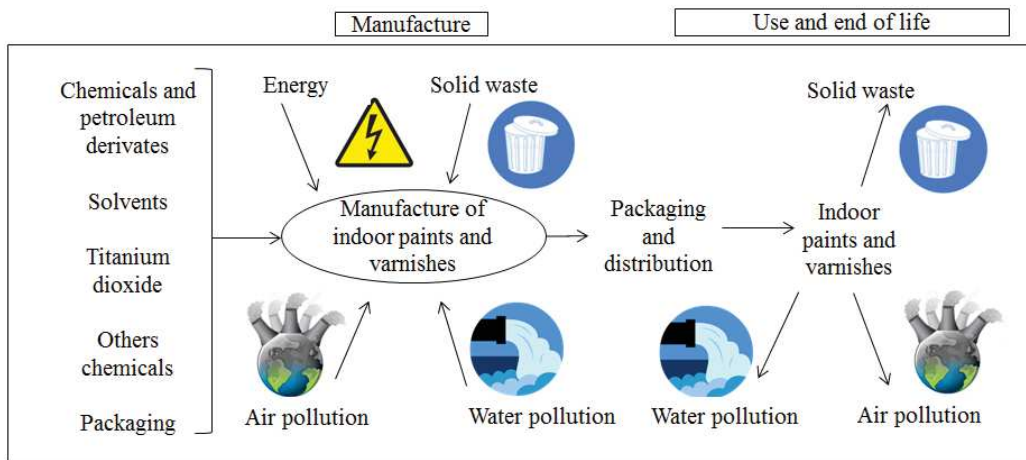 Manufacture
Use and end of life
Chemicals and
petroleum
derivates
Solvents
Titanium
dioxide
Others
chemicals
Packaging
Energy
Solid waste
Manufacture of
indoor paints and
varnishes
Air pollution
Water pollution
Packaging
and
distribution
Solid waste
Indoor
paints and
varnishes
Water pollution
Air pollution